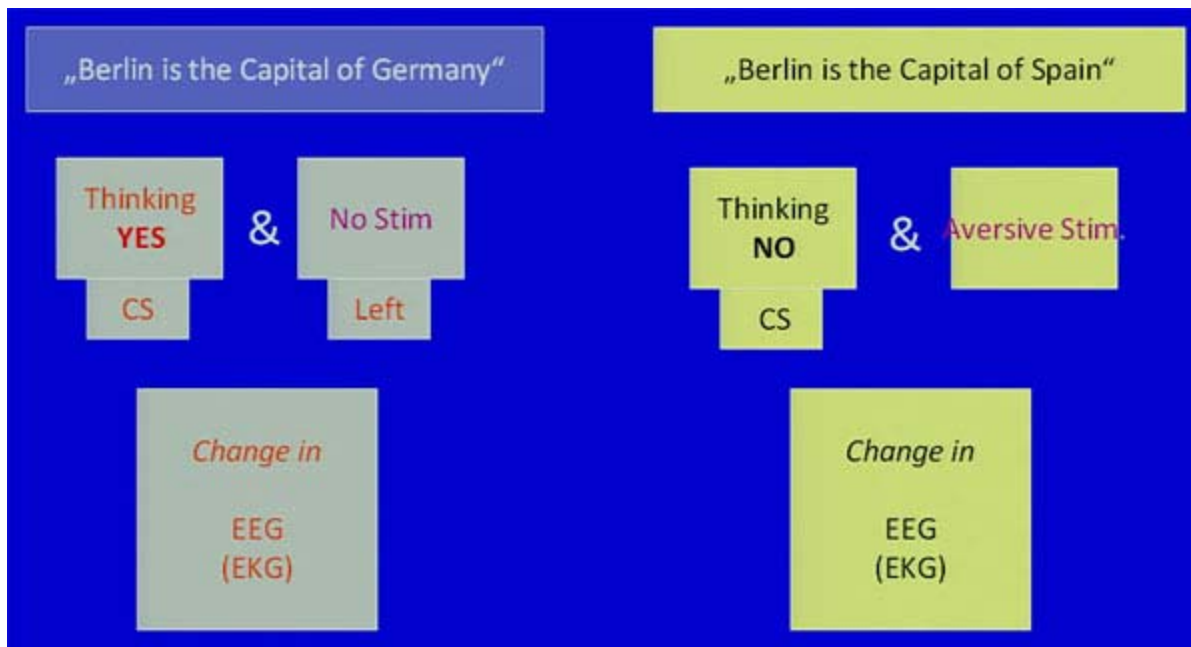 „Berlin is the Capital of Germany“
„Berlin is the Capital of Spain“
Thinking
YES
&
No Stim
CS
Left
Thinking
NO
&
Aversive Stim.
CS
Change in
EEG
(EKG)
Change in
EEG
(EKG)